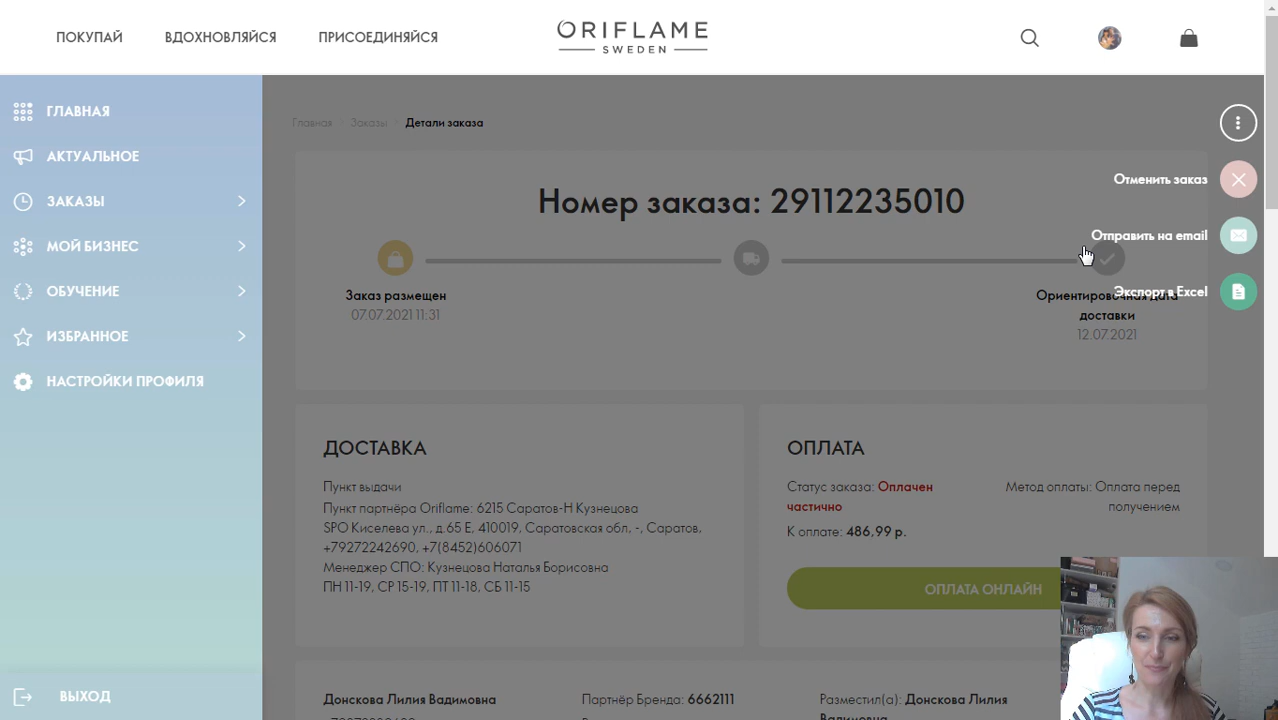 ПОКУПАЙ
ВДОХНОВЛЯЙСЯ
ПРИСОЕДИНЯЙСЯ
ORIFLAME
SWEDEN
ГЛАВНАЯ
АКТУАЛЬНОЕ
ЗАКАЗЫ
МОЙ БИЗНЕС
ОБУЧЕНИЕ
ИЗБРАННОЕ
НАСТРОЙКИ ПРОФИЛЯ
ВЫХОД
Главная
Заказы
Детали заказа
Отменить заказ
Отправить на email
Экспорт в Excel
Номер заказа: 29112235010
Заказ размещен
07.07.2021 11:31
Ориентировочная дата
доставки
12.07.2021
ДОСТАВКА
Пункт выдачи
Пункт партнёра Oriflame: 6215 Саратов-Н Кузнецова
SPO Киселева ул., д.65 Е, 410019, Саратовская обл, -, Саратов,
+79272242690, +7(8452)606071
Менеджер СПО: Кузнецова Наталья Борисовна
ПН 11-19, СР 15-19, ПТ 11-18, СБ 11-15
ОПЛАТА
Статус заказа: Оплачен
частично
Метод оплаты: Оплата перед
получением
К оплате: 486,99 р.
ОПЛАТА ОНЛАЙН
Донскова Лилия Вадимовна
Партнёр Бренда: 6662111
Разместил(а): Донскова Лилия